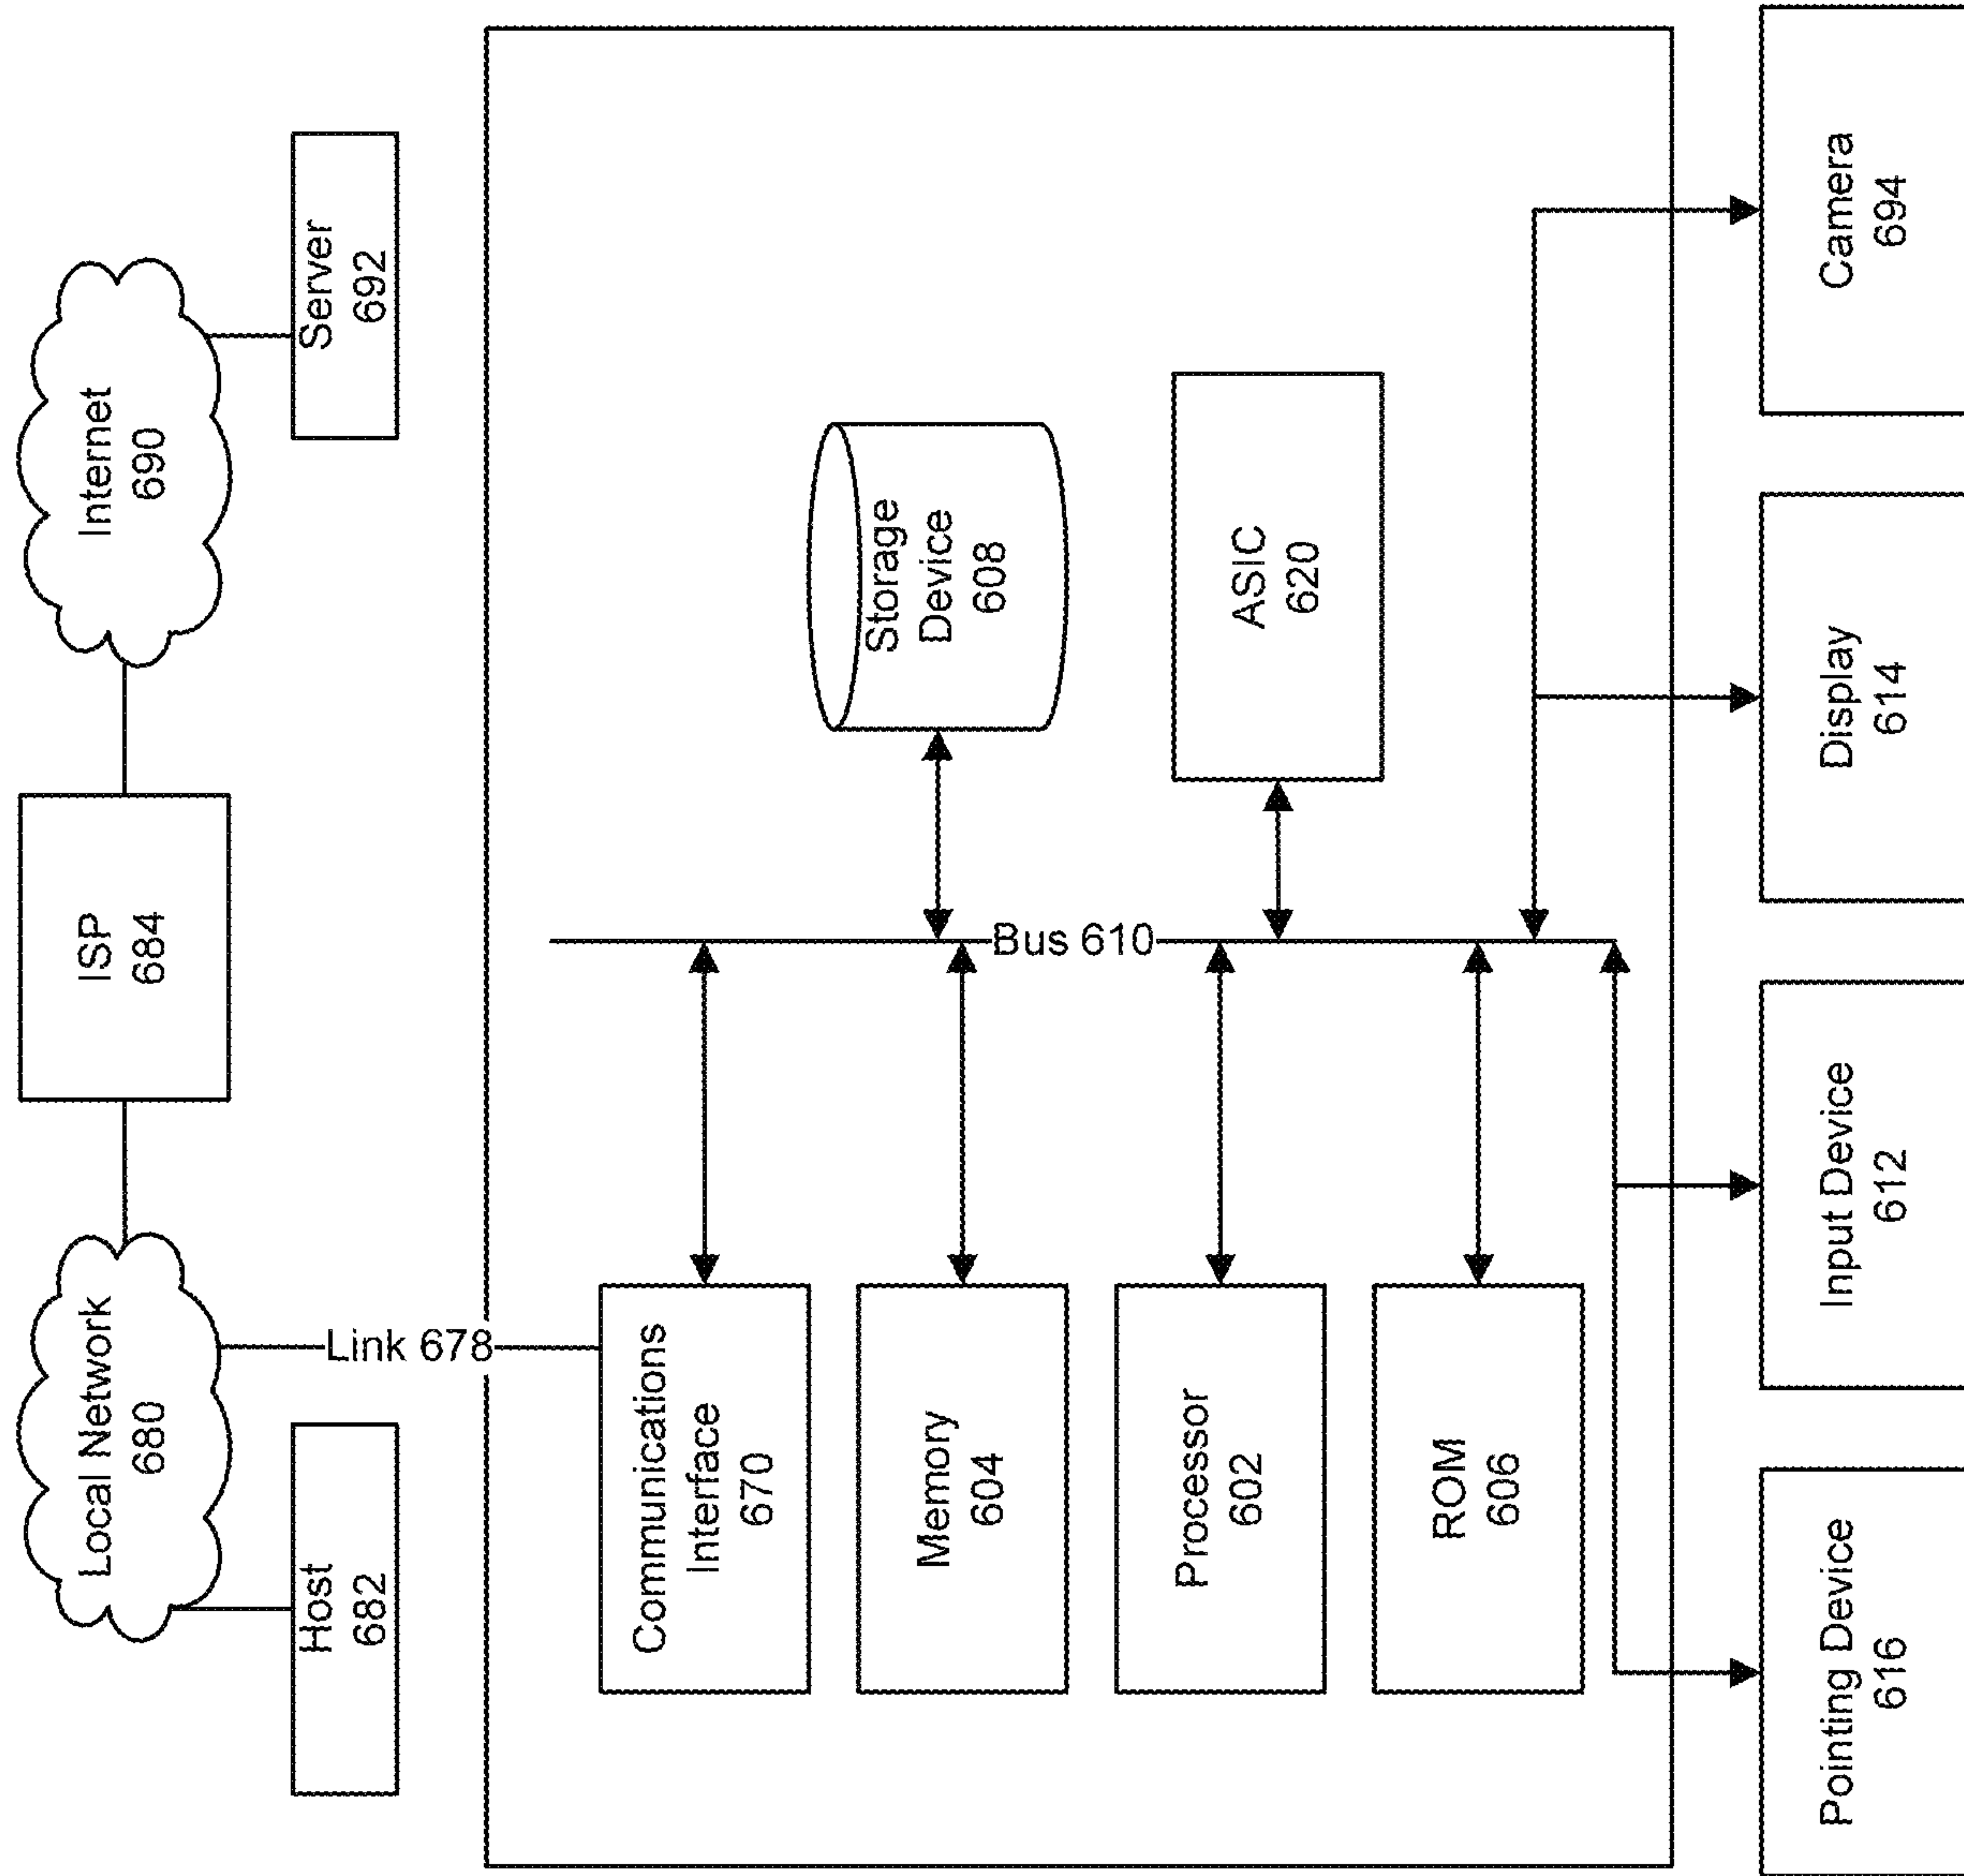 Local Network
680
ISP
684
Internet
690
Host
682
Server
692
Link 678
Communications
Interface
670
Memory
604
Processor
602
ROM
606
Bus 610
Storage
Device
608
ASIC
620
Pointing Device
616
Input Device
612
Display
614
Camera
694